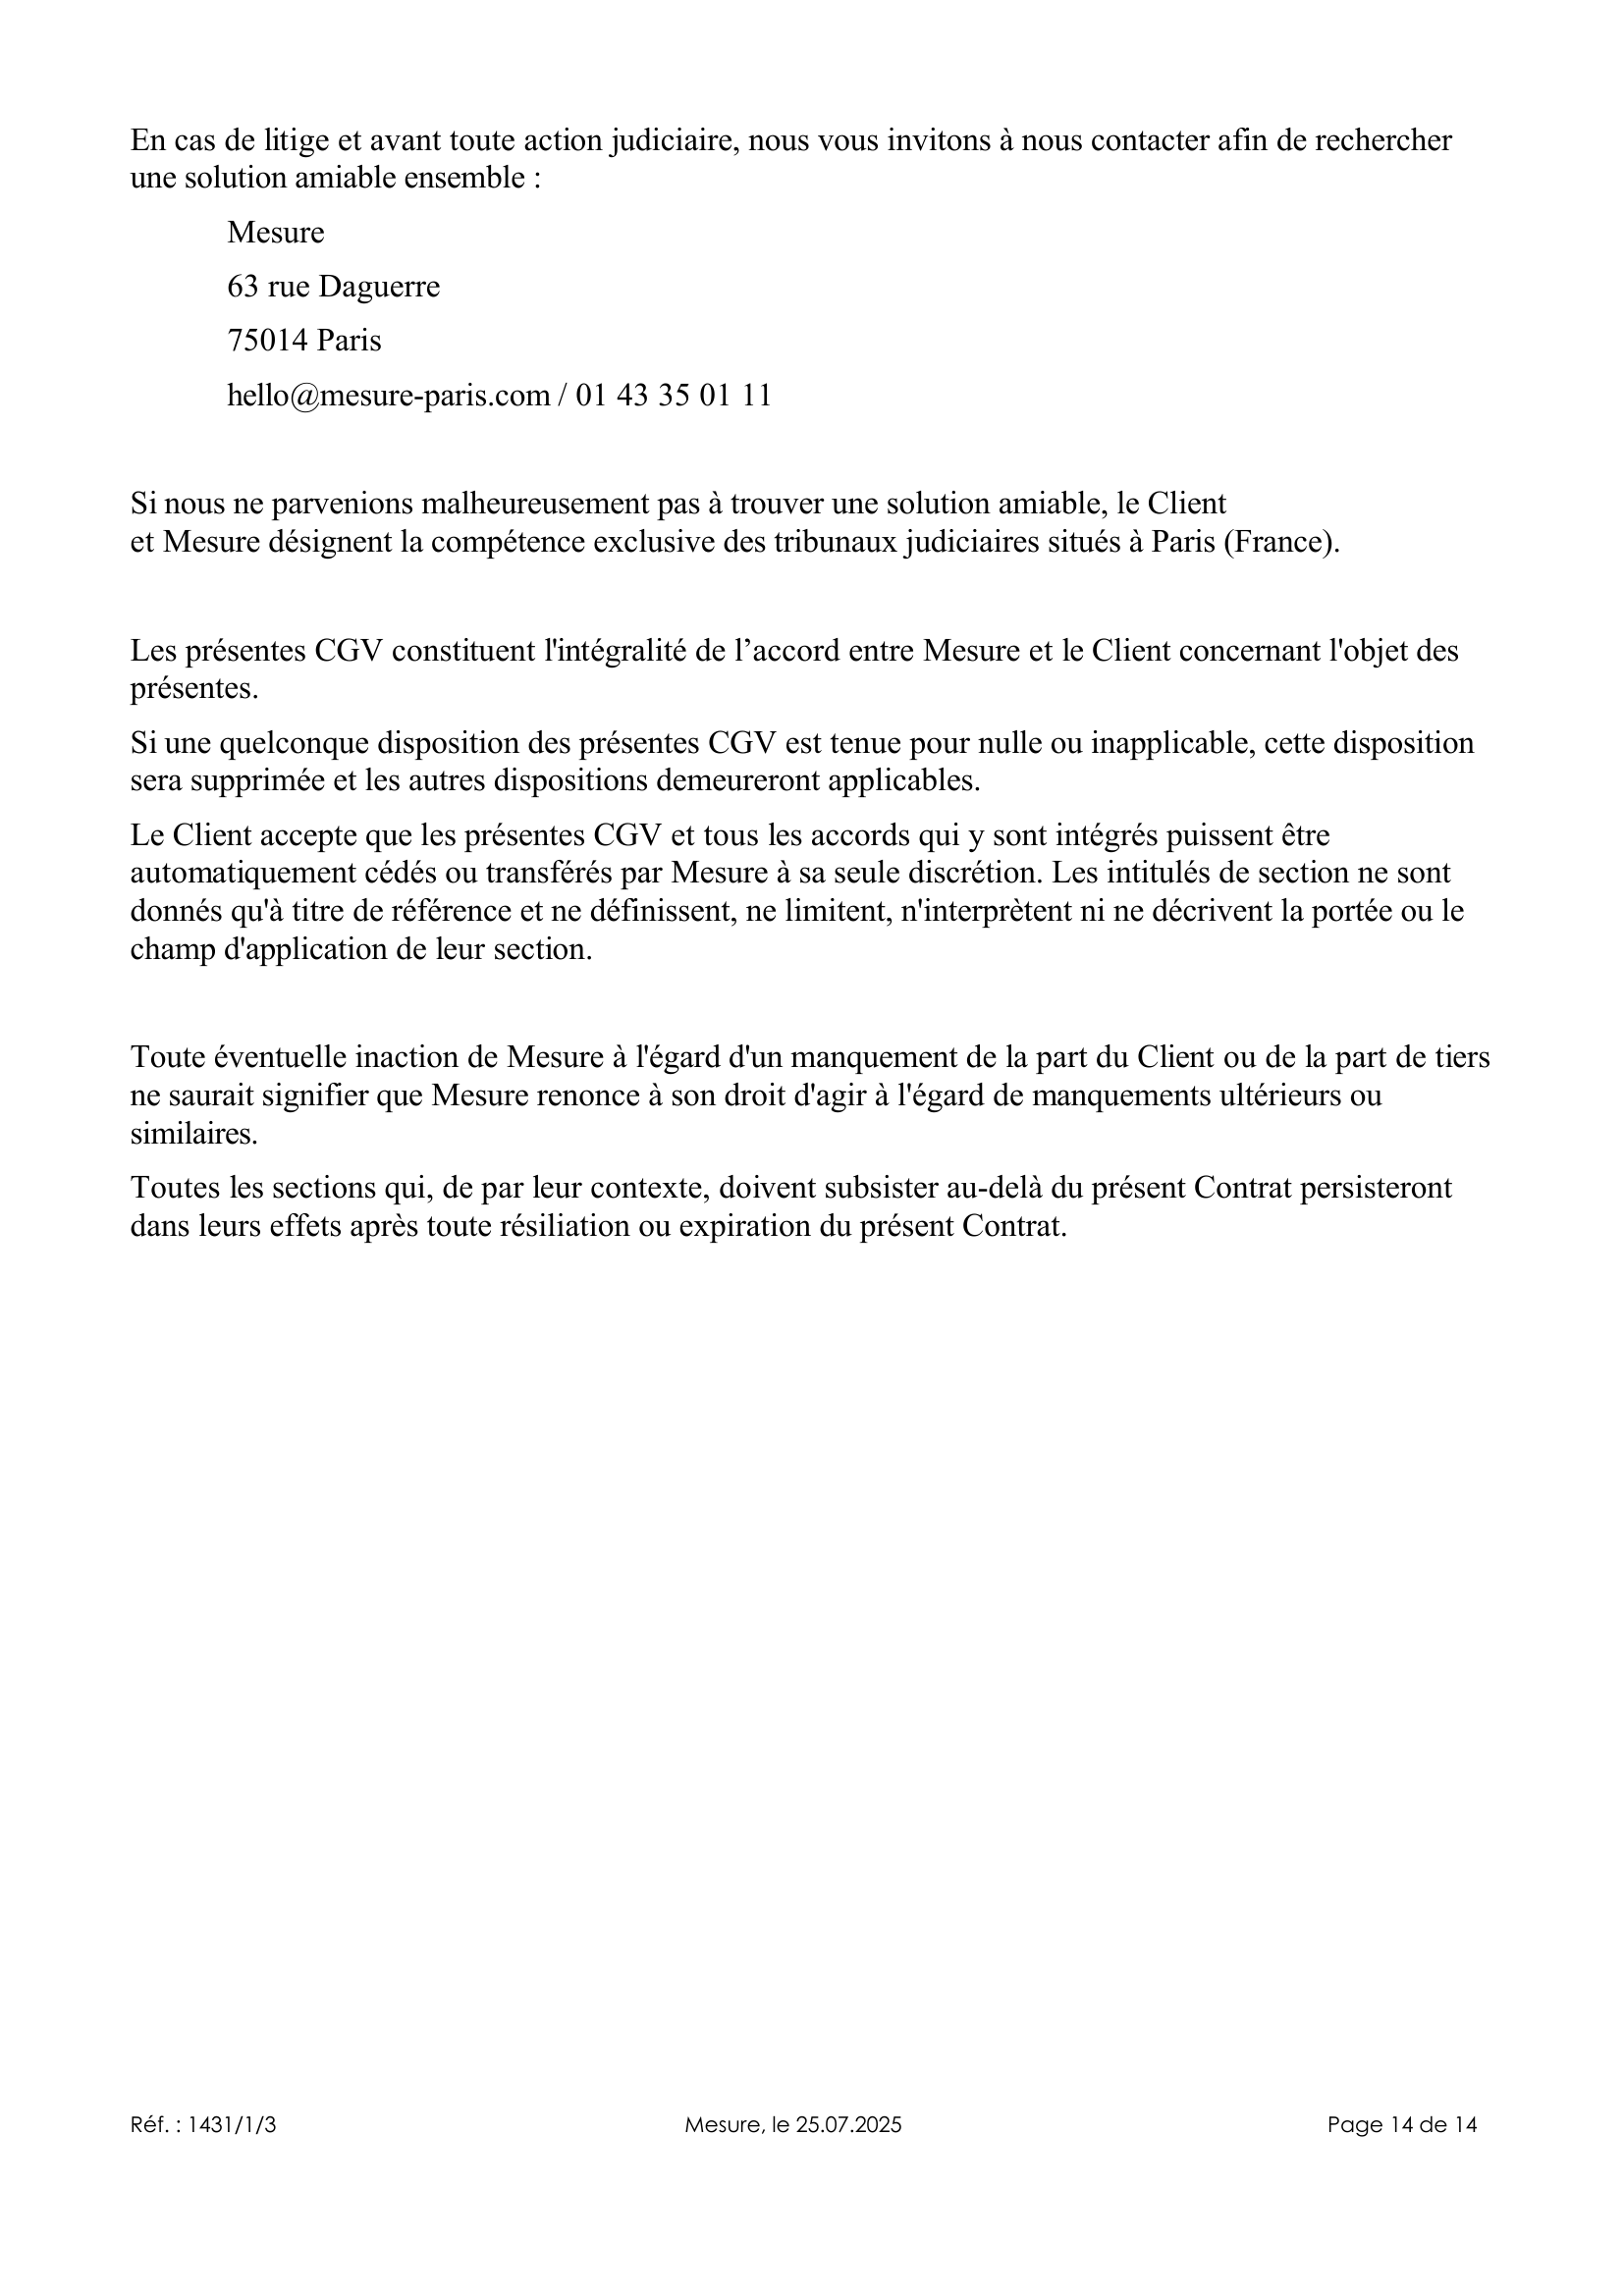 En cas de litige et avant toute action judiciaire, nous vous invitons à nous contacter afin de rechercher
une solution amiable ensemble :
Mesure
63 rue Daguerre
75014 Paris
hello@mesure-paris.com / 01 43 35 01 11
Si nous ne parvenions malheureusement pas à trouver une solution amiable, le Client
et Mesure désignent la compétence exclusive des tribunaux judiciaires situés à Paris (France).
Les présentes CGV constituent l'intégralité de l’accord entre Mesure et le Client concernant l'objet des
présentes.
Si une quelconque disposition des présentes CGV est tenue pour nulle ou inapplicable, cette disposition
sera supprimée et les autres dispositions demeureront applicables.
Le Client accepte que les présentes CGV et tous les accords qui y sont intégrés puissent être
automatiquement cédés ou transférés par Mesure à sa seule discrétion. Les intitulés de section ne sont
donnés qu'à titre de référence et ne définissent, ne limitent, n'interprètent ni ne décrivent la portée ou le
champ d'application de leur section.
Toute éventuelle inaction de Mesure à l'égard d'un manquement de la part du Client ou de la part de tiers
ne saurait signifier que Mesure renonce à son droit d'agir à l'égard de manquements ultérieurs ou
similaires.
Toutes les sections qui, de par leur contexte, doivent subsister au-delà du présent Contrat persisteront
dans leurs effets après toute résiliation ou expiration du présent Contrat.
Réf. : 1431/1/3 Mesure, le 25.07.2025 Page 14 de 14